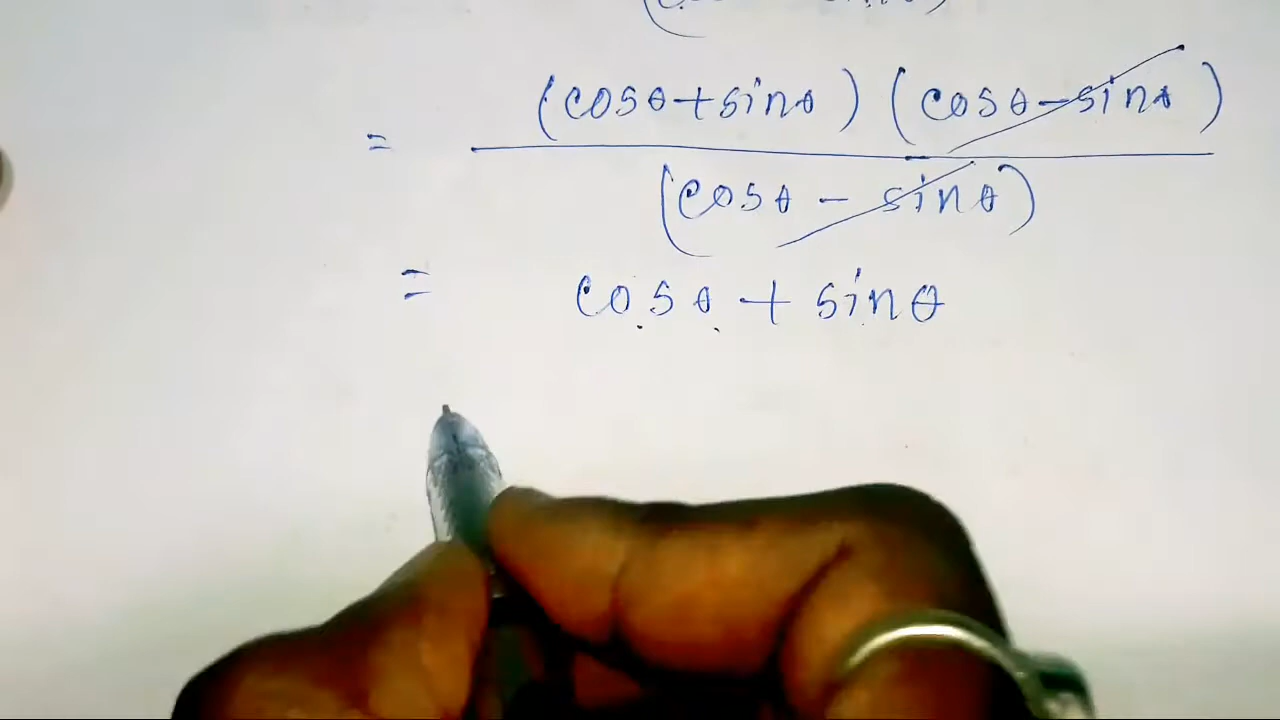 = (cosθ+sinθ) (cosθ-sinθ)
(cosθ - sinθ)
= cosθ + sinθ